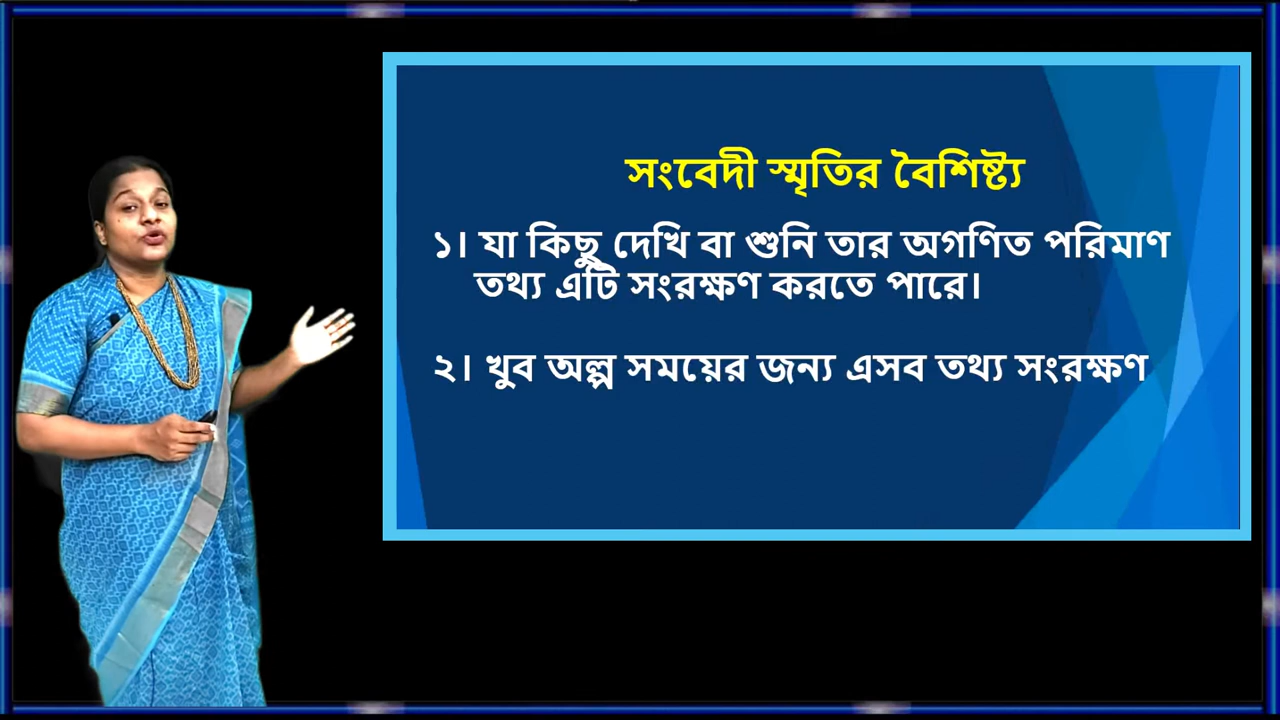 সংবেদী স্মৃতির বৈশিষ্ট্য
১। যা কিছু দেখি বা শুনি তার অগণিত পরিমাণ
তথ্য এটি সংরক্ষণ করতে পারে।
২। খুব অল্প সময়ের জন্য এসব তথ্য সংরক্ষণ